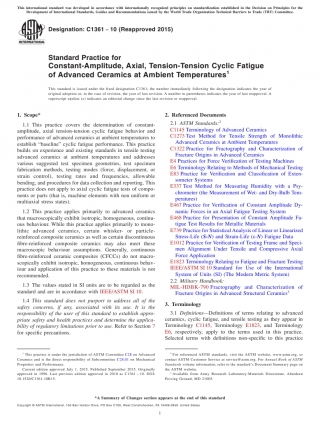 This international standard was developed in accordance with internationally recognized principles on standardization established in the Decision on Principles for the
Development of International Standards, Guides and Recommendations issued by the World Trade Organization Technical Barriers to Trade (TBT) Committee.
Designation: C1361 − 10 (Reapproved 2015)
Standard Practice for
Constant-Amplitude, Axial, Tension-Tension Cyclic Fatigue
of Advanced Ceramics at Ambient Temperatures1
This standard is issued under the fixed designation C1361; the number immediately following the designation indicates the year of
original adoption or, in the case of revision, the year of last revision. A number in parentheses indicates the year of last reapproval. A
superscript epsilon (´) indicates an editorial change since the last revision or reapproval.
1. Scope*
1.1 This practice covers the determination of constant-
amplitude, axial tension-tension cyclic fatigue behavior and
performance of advanced ceramics at ambient temperatures to
establish “baseline” cyclic fatigue performance. This practice
builds on experience and existing standards in tensile testing
advanced ceramics at ambient temperatures and addresses
various suggested test specimen geometries, test specimen
fabrication methods, testing modes (force, displacement, or
strain control), testing rates and frequencies, allowable
bending, and procedures for data collection and reporting. This
practice does not apply to axial cyclic fatigue tests of compo-
nents or parts (that is, machine elements with non uniform or
multiaxial stress states).
1.2 This practice applies primarily to advanced ceramics
that macroscopically exhibit isotropic, homogeneous, continu-
ous behaviour. While this practice applies primarily to mono-
lithic advanced ceramics, certain whisker- or particle-
reinforced composite ceramics as well as certain discontinuous
fibre-reinforced composite ceramics may also meet these
macroscopic behaviour assumptions. Generally, continuous
fibre-reinforced ceramic composites (CFCCs) do not macro-
scopically exhibit isotropic, homogeneous, continuous behav-
iour and application of this practice to these materials is not
recommended.
1.3 The values stated in SI units are to be regarded as the
standard and are in accordance with IEEE/ASTM SI 10.
1.4 This standard does not purport to address all of the
safety concerns, if any, associated with its use. It is the
responsibility of the user of this standard to establish appro-
priate safety and health practices and determine the applica-
bility of regulatory limitations prior to use. Refer to Section 7
for specific precautions.
2. Referenced Documents
2.1 ASTM Standards:2
C1145 Terminology of Advanced Ceramics
C1273 Test Method for Tensile Strength of Monolithic
Advanced Ceramics at Ambient Temperatures
C1322 Practice for Fractography and Characterization of
Fracture Origins in Advanced Ceramics
E4 Practices for Force Verification of Testing Machines
E6 Terminology Relating to Methods of Mechanical Testing
E83 Practice for Verification and Classification of Exten-
someter Systems
E337 Test Method for Measuring Humidity with a Psy-
chrometer (the Measurement of Wet- and Dry-Bulb Tem-
peratures)
E467 Practice for Verification of Constant Amplitude Dy-
namic Forces in an Axial Fatigue Testing System
E468 Practice for Presentation of Constant Amplitude Fa-
tigue Test Results for Metallic Materials
E739 Practice for Statistical Analysis of Linear or Linearized
Stress-Life (S-N) and Strain-Life (ε-N) Fatigue Data
E1012 Practice for Verification of Testing Frame and Speci-
men Alignment Under Tensile and Compressive Axial
Force Application
E1823 Terminology Relating to Fatigue and Fracture Testing
IEEE/ASTM SI 10 Standard for Use of the International
System of Units (SI) (The Modern Metric System)
2.2 Military Handbook:
MIL-HDBK-790 Fractography and Characterization of
Fracture Origins in Advanced Structural Ceramics3
3. Terminology
3.1 Definitions—Definitions of terms relating to advanced
ceramics, cyclic fatigue, and tensile testing as they appear in
Terminology C1145, Terminology E1823, and Terminology
E6, respectively, apply to the terms used in this practice.
Selected terms with definitions non-specific to this practice
1 This practice is under the jurisdiction of ASTM Committee C28 on Advanced
Ceramics and is the direct responsibility of Subcommittee C28.01 on Mechanical
Properties and Performance.
Current edition approved July 1, 2015. Published September 2015. Originally
approved in 1996. Last previous edition approved in 2010 as C1361 – 10. DOI:
10.1520/C1361-10R15.
2 For referenced ASTM standards, visit the ASTM website, www.astm.org, or
contact ASTM Customer Service at service@astm.org. For Annual Book of ASTM
Standards volume information, refer to the standard's Document Summary page on
the ASTM website.
3 Available from Army Research Laboratory-Materials Directorate, Aberdeen
Proving Ground, MD 21005.
*A Summary of Changes section appears at the end of this standard
Copyright © ASTM International, 100 Barr Harbor Drive, PO Box C700, West Conshohocken, PA 19428-2959. United States
1